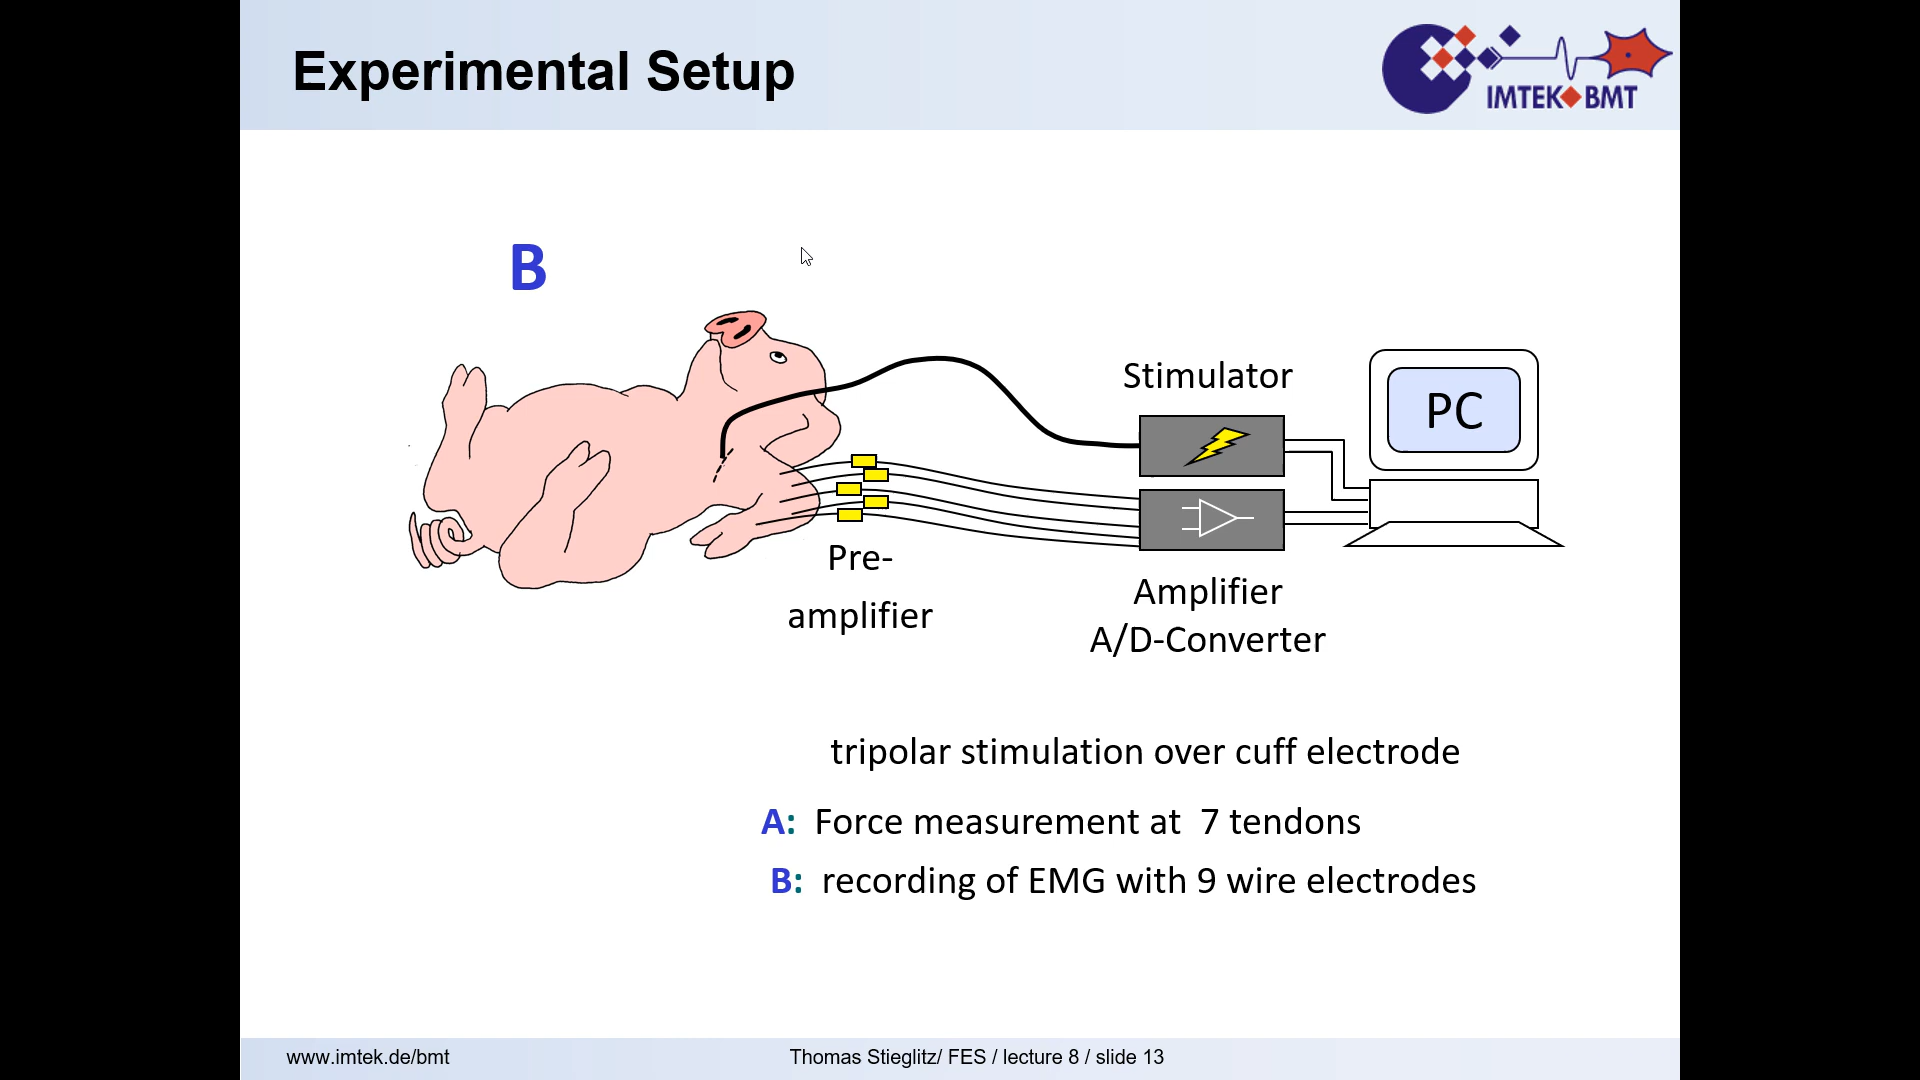 Experimental Setup
IMTEK BMT
B
Stimulator
PC
Pre-
amplifier
Amplifier
A/D-Converter
tripolar stimulation over cuff electrode
A: Force measurement at 7 tendons
B: recording of EMG with 9 wire electrodes
www.imtek.de/bmt
Thomas Stieglitz/ FES / lecture 8 / slide 13